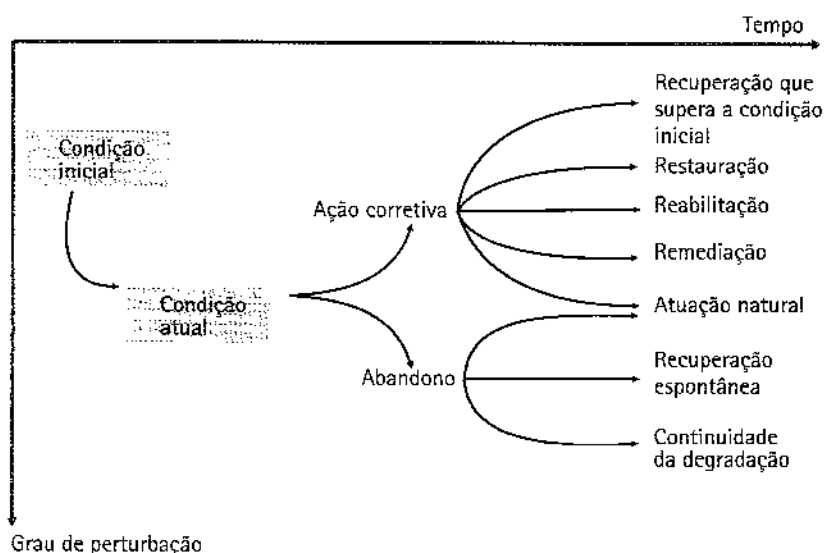 Tempo
Recuperação que
supera a condição
inicial
Condição
inicial
Restauração
Ação corretiva
Reabilitação
Remediação
Condição
atual
Atuação natural
Abandono
Recuperação
espontânea
Continuidade
da degradação
Grau de perturbação